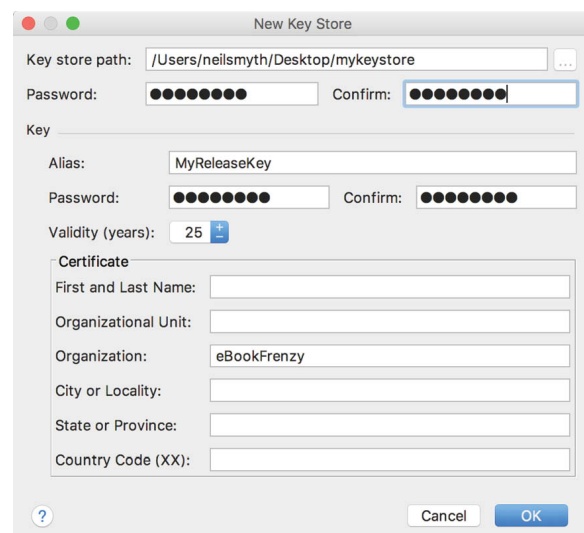 New Key Store
Key store path: /Users/neilsmyth/Desktop/mykeystore ...
Password: ●●●●●●●● Confirm: ●●●●●●●●
Key
Alias: MyReleaseKey
Password: ●●●●●●●● Confirm: ●●●●●●●●
Validity (years): 25
Certificate
First and Last Name:
Organizational Unit:
Organization: eBookFrenzy
City or Locality:
State or Province:
Country Code (XX):
? Cancel OK